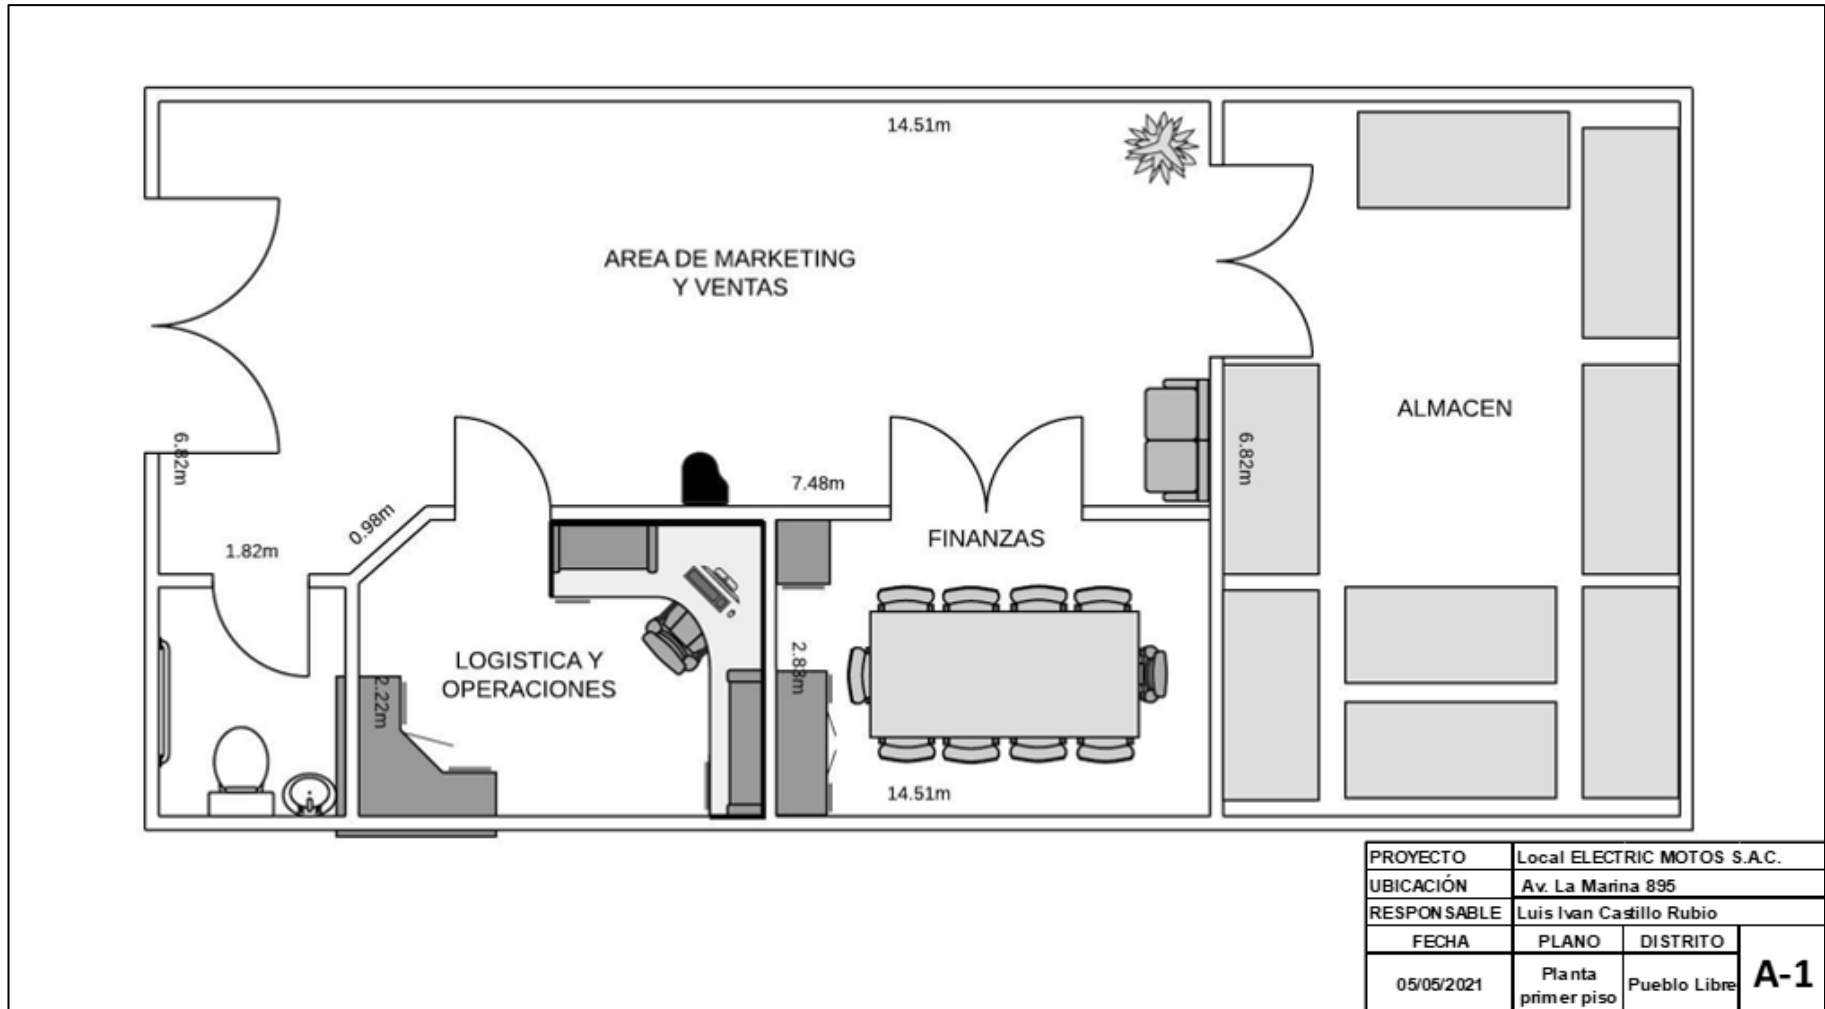 14.51m
AREA DE MARKETING
Y VENTAS
ALMACEN
6.82m
6.82m
7.48m
0.98m
1.82m
FINANZAS
LOGISTICA Y
OPERACIONES
2.22m
2.83m
14.51m
PROYECTO Local ELECTRIC MOTOS S.A.C.
UBICACIÓN Av. La Marina 895
RESPONSABLE Luis Ivan Castillo Rubio
FECHA PLANO DISTRITO
05/05/2021 Planta primer piso Pueblo Libre A-1